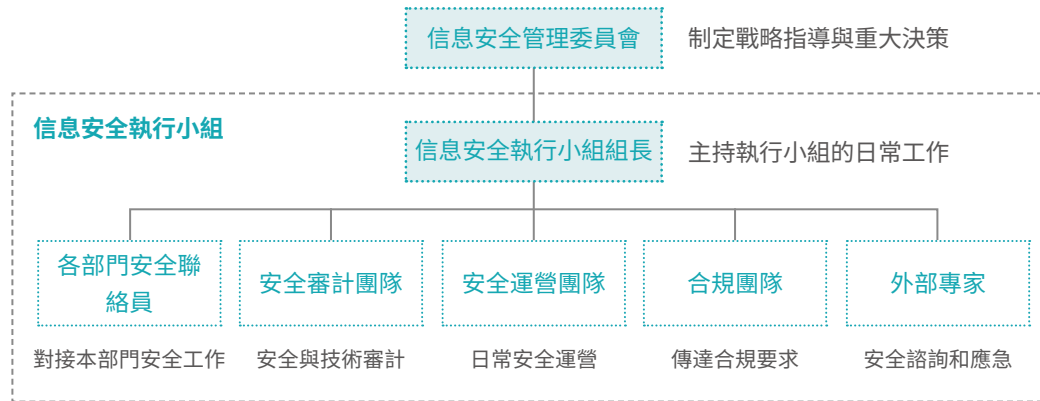 信息安全管理委員會
制定戰略指導與重大決策
信息安全執行小組
信息安全執行小組組長
主持執行小組的日常工作
各部門安全聯
絡員
安全審計團隊
安全運營團隊
合規團隊
外部專家
對接本部門安全工作
安全與技術審計
日常安全運營
傳達合規要求
安全諮詢和應急